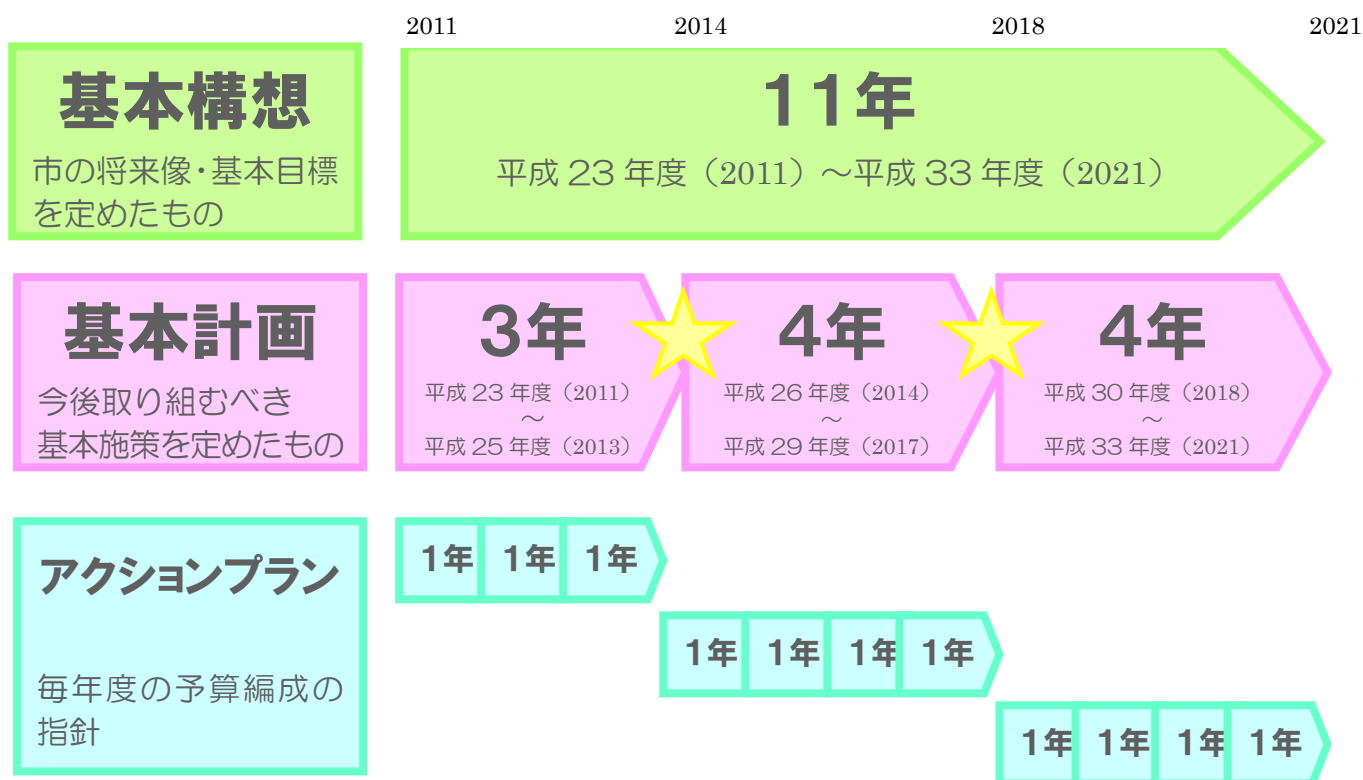 2011 2014 2018 2021
基本構想
市の将来像・基本目標
を定めたもの
11年
平成 23 年度（2011）～平成 33 年度（2021）
基本計画
今後取り組むべき
基本施策を定めたもの
3年
平成 23 年度（2011）
～
平成 25 年度（2013）
4年
平成 26 年度（2014）
～
平成 29 年度（2017）
4年
平成 30 年度（2018）
～
平成 33 年度（2021）
アクションプラン
毎年度の予算編成の
指針
1年 1年 1年
1年 1年 1年 1年
1年 1年 1年 1年